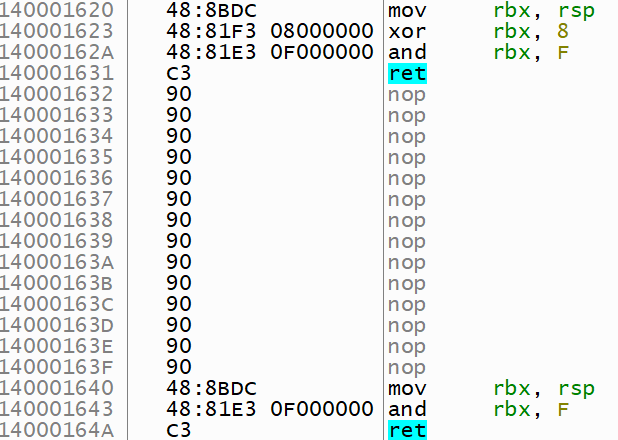 140001620 48:8BDC mov rbx, rsp
140001623 48:81F3 08000000 xor rbx, 8
14000162A 48:81E3 0F000000 and rbx, F
140001631 C3 ret
140001632 90 nop
140001633 90 nop
140001634 90 nop
140001635 90 nop
140001636 90 nop
140001637 90 nop
140001638 90 nop
140001639 90 nop
14000163A 90 nop
14000163B 90 nop
14000163C 90 nop
14000163D 90 nop
14000163E 90 nop
14000163F 90 nop
140001640 48:8BDC mov rbx, rsp
140001643 48:81E3 0F000000 and rbx, F
14000164A C3 ret